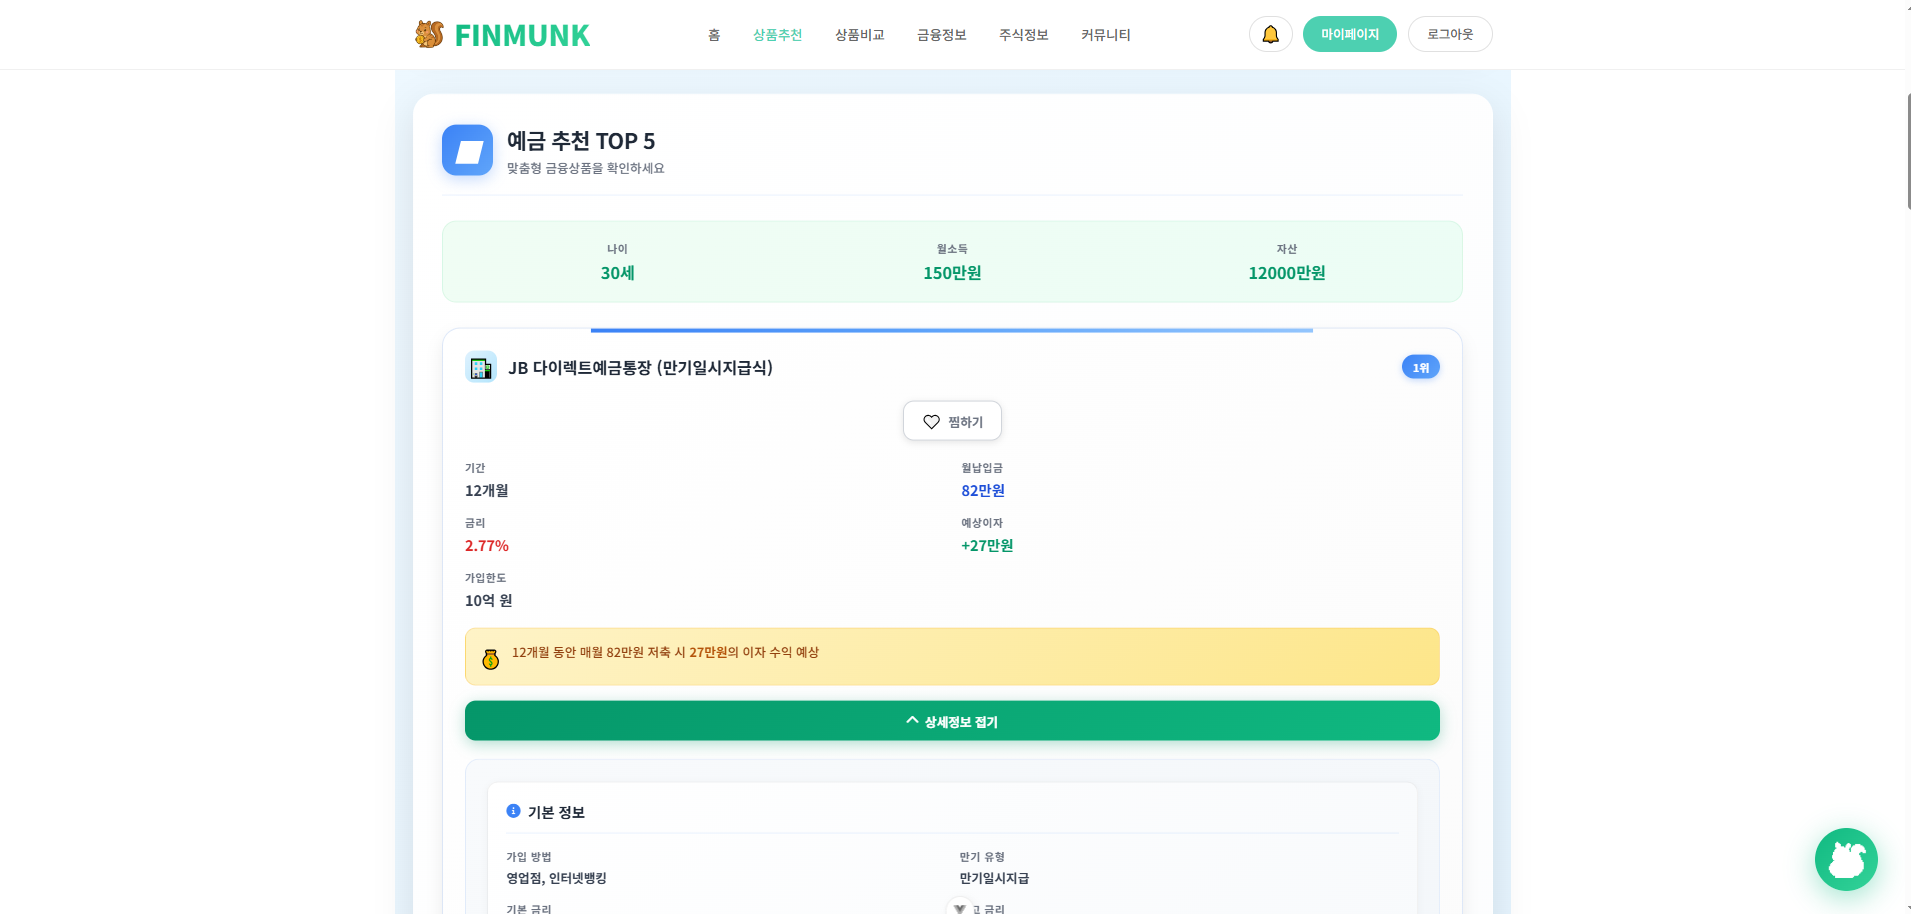 FINMUNK
홈 상품추천 상품비교 금융정보 주식정보 커뮤니티
마이페이지 로그아웃
예금 추천 TOP 5
맞춤형 금융상품을 확인하세요
나이 월소득 자산
30세 150만원 12000만원
JB 다이렉트예금통장 (만기일시지급식) 1위
찜하기
기간 월납입금
12개월 82만원
금리 예상이자
2.77% +27만원
가입한도
10억 원
12개월 동안 매월 82만원 저축 시 27만원의 이자 수익 예상
상세정보 접기
기본 정보
가입 방법 만기 유형
영업점, 인터넷뱅킹 만기일시지급
기본 금리 고 금리